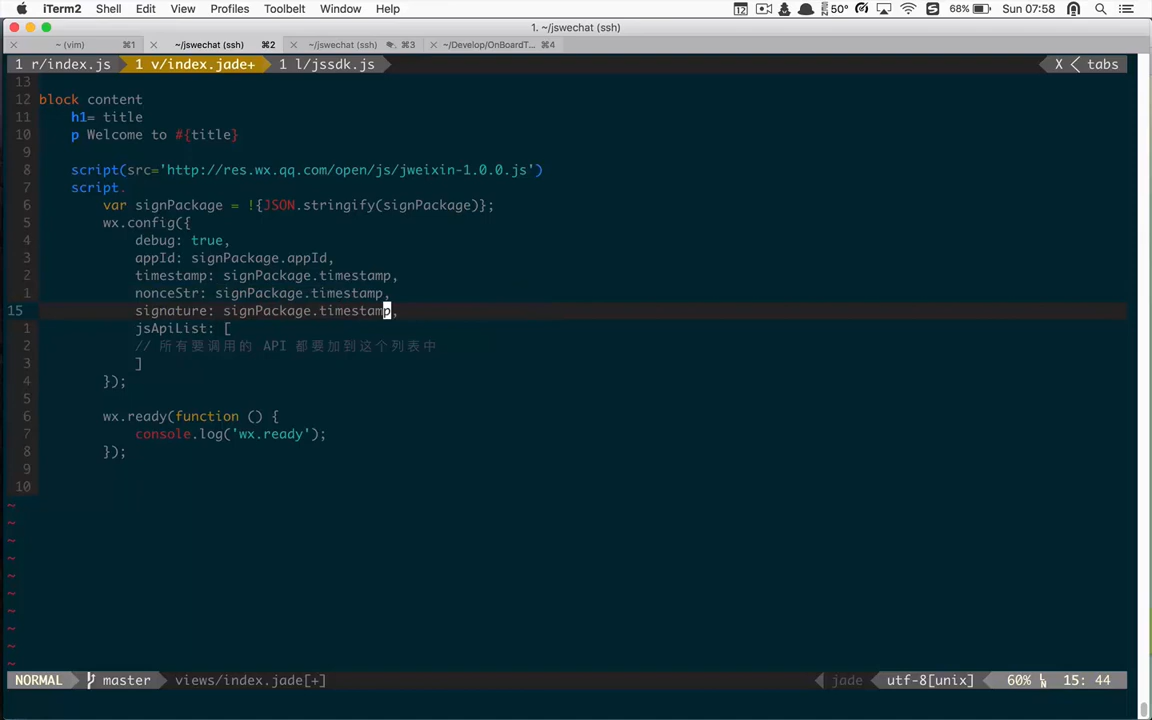 iTerm2 Shell Edit View Profiles Toolbelt Window Help 12 50° 68% Sun 07:58
1. ~/jswechat (ssh)
~ (vim) ⌘1 ~/jswechat (ssh) ⌘2 ~/jswechat (ssh) ⌘3 ~/Develop/OnBoardT... ⌘4
1 r/index.js 1 v/index.jade+ 1 l/jssdk.js X < tabs
13
12 block content
11 h1= title
10 p Welcome to #{title}
9
8 script(src='http://res.wx.qq.com/open/js/jweixin-1.0.0.js')
7 script.
6 var signPackage = !{JSON.stringify(signPackage)};
5 wx.config({
4 debug: true,
3 appId: signPackage.appId,
2 timestamp: signPackage.timestamp,
1 nonceStr: signPackage.timestamp,
15 signature: signPackage.timestamp,
1 jsApiList: [
2 // 所有要调用的 API 都要加到这个列表中
3 ]
4 });
5
6 wx.ready(function () {
7 console.log('wx.ready');
8 });
9
10
~
~
~
~
~
~
~
~
~
~
NORMAL master views/index.jade[+] jade utf-8[unix] 60% 15: 44